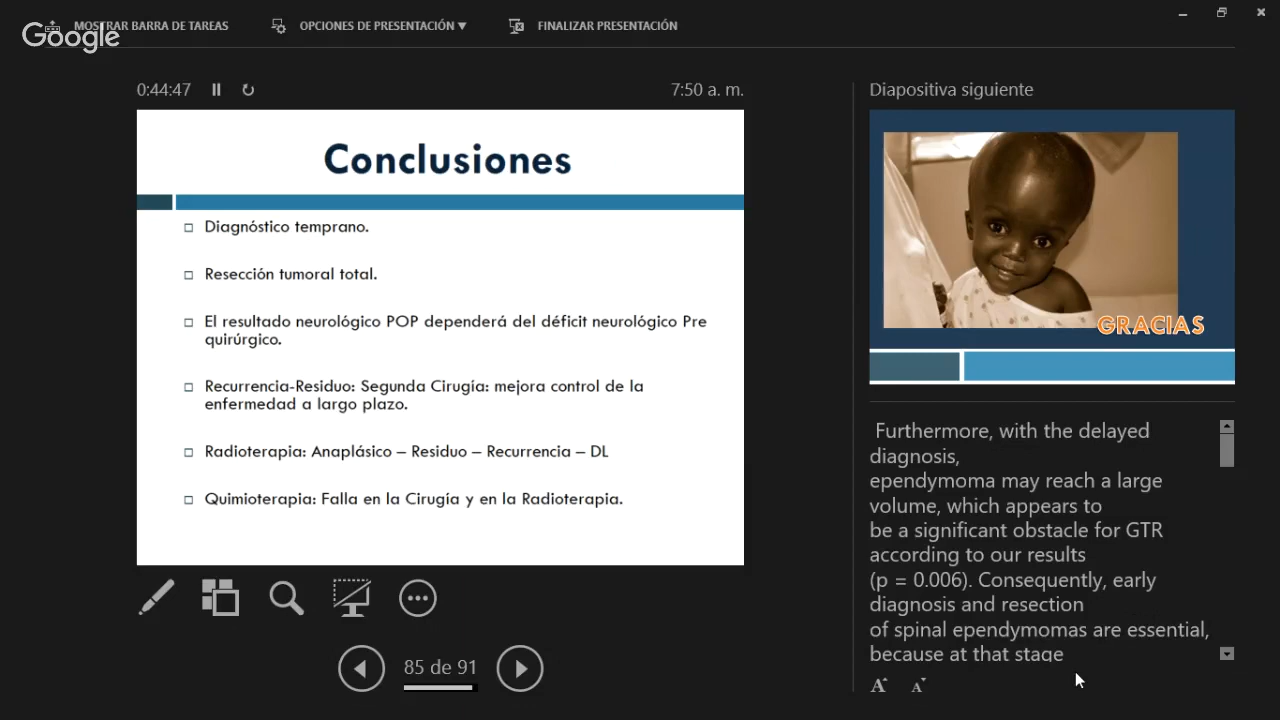 MOSTRAR BARRA DE TAREAS
OPCIONES DE PRESENTACIÓN
FINALIZAR PRESENTACIÓN
Google
0:44:47
7:50 a. m.
Conclusiones
Diagnóstico temprano.
Resección tumoral total.
El resultado neurológico POP dependerá del déficit neurológico Pre
quirúrgico.
Recurrencia-Residuo: Segunda Cirugía: mejora control de la
enfermedad a largo plazo.
Radioterapia: Anaplásico – Residuo – Recurrencia – DL
Quimioterapia: Falla en la Cirugía y en la Radioterapia.
85 de 91
Diapositiva siguiente
GRACIAS
Furthermore, with the delayed
diagnosis,
ependymoma may reach a large
volume, which appears to
be a significant obstacle for GTR
according to our results
(p = 0.006). Consequently, early
diagnosis and resection
of spinal ependymomas are essential,
because at that stage
A A